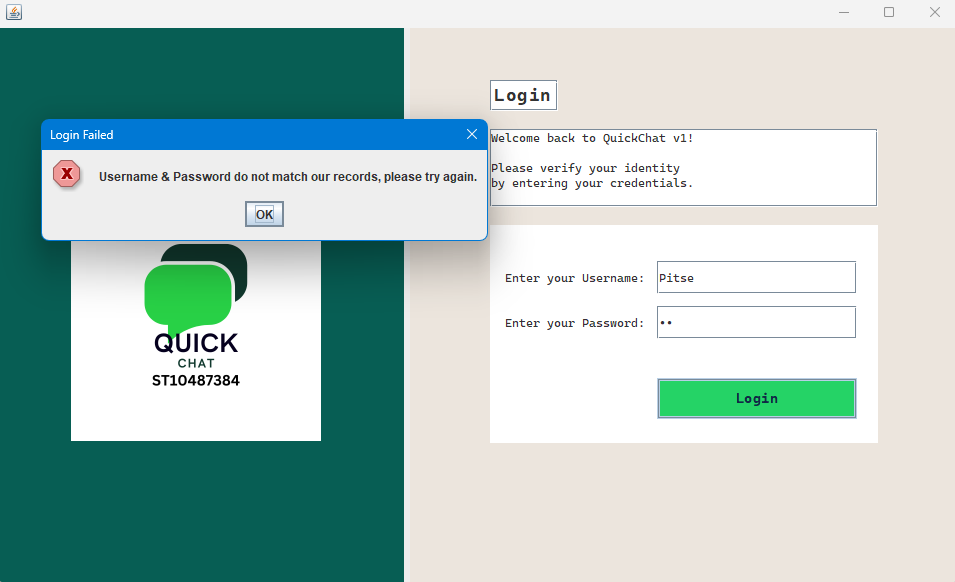 Login Failed
Username & Password do not match our records, please try again.
OK
QUICK
CHAT
ST10487384
Login
Welcome back to QuickChat v1!
Please verify your identity
by entering your credentials.
Enter your Username: Pitse
Enter your Password: ••
Login